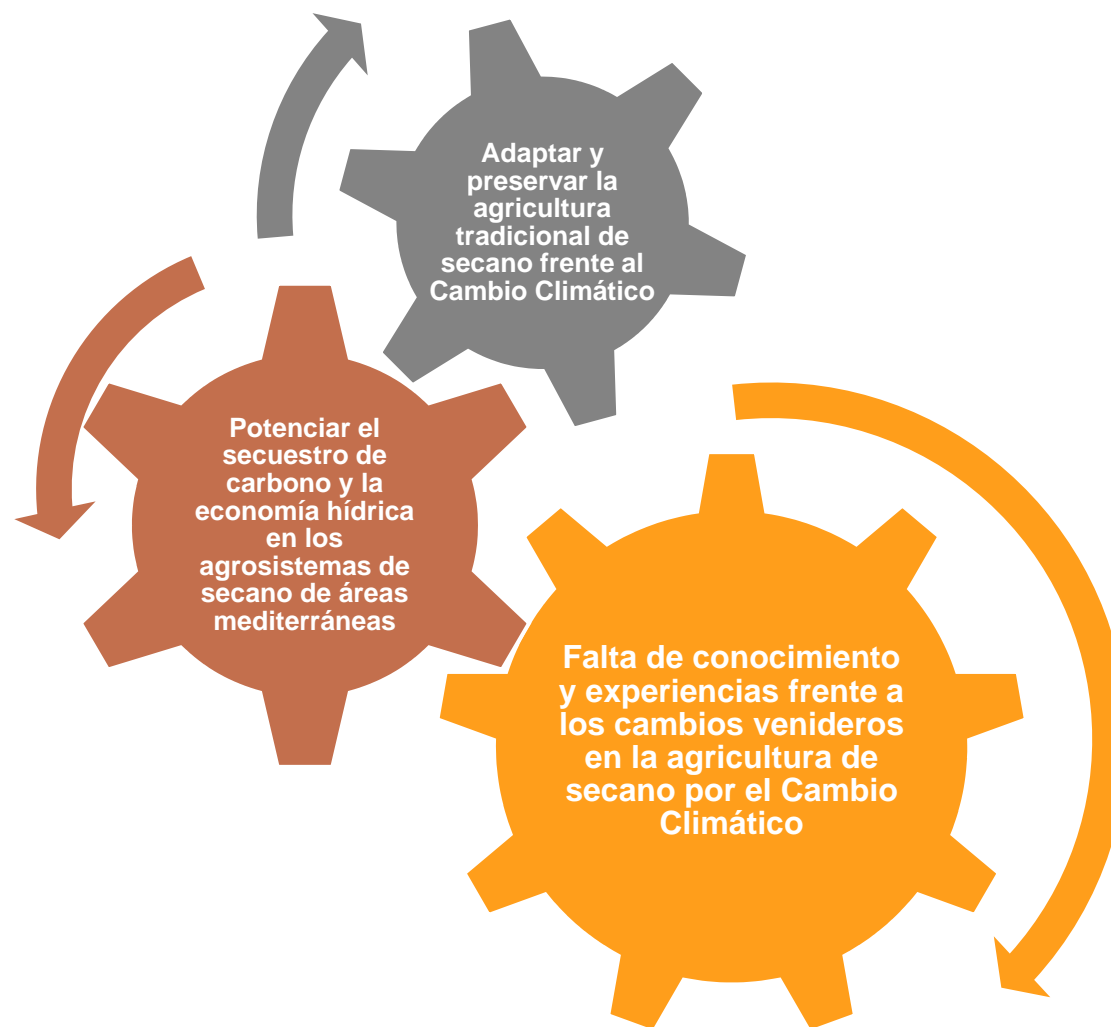 Adaptar y
preservar la
agricultura
tradicional de
secano frente al
Cambio Climático
Potenciar el
secuestro de
carbono y la
economía hídrica
en los
agrosistemas de
secano de áreas
mediterráneas
Falta de conocimiento
y experiencias frente a
los cambios venideros
en la agricultura de
secano por el Cambio
Climático